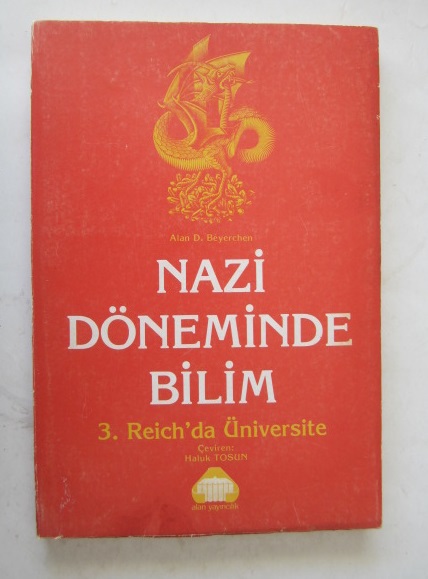 Alan D. Beyerchen
NAZİ
DÖNEMİNDE
BİLİM
3. Reich'da Üniversite
Çeviren:
Haluk TOSUN
alan yayıncılık